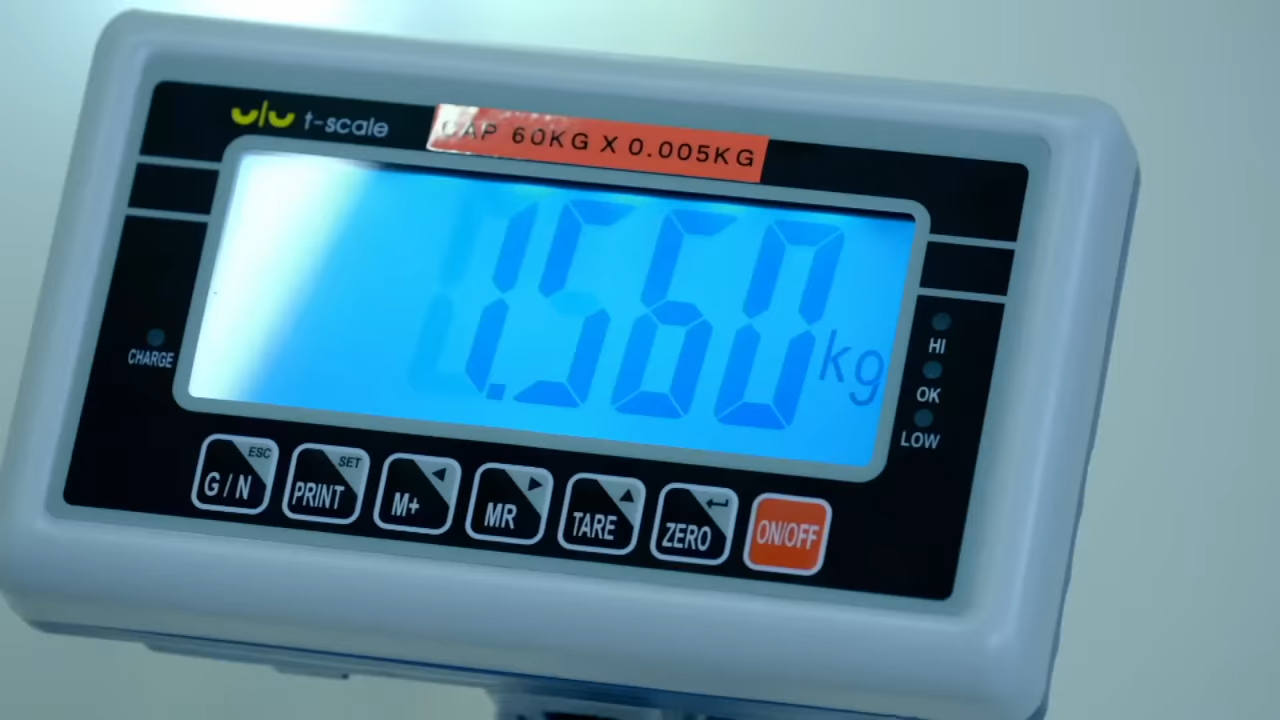 t-scale
CAP 60KG X 0.005KG
1.560 kg
CHARGE
HI
OK
LOW
ESC
G/N
SET
PRINT
M+
MR
TARE
ZERO
ON/OFF